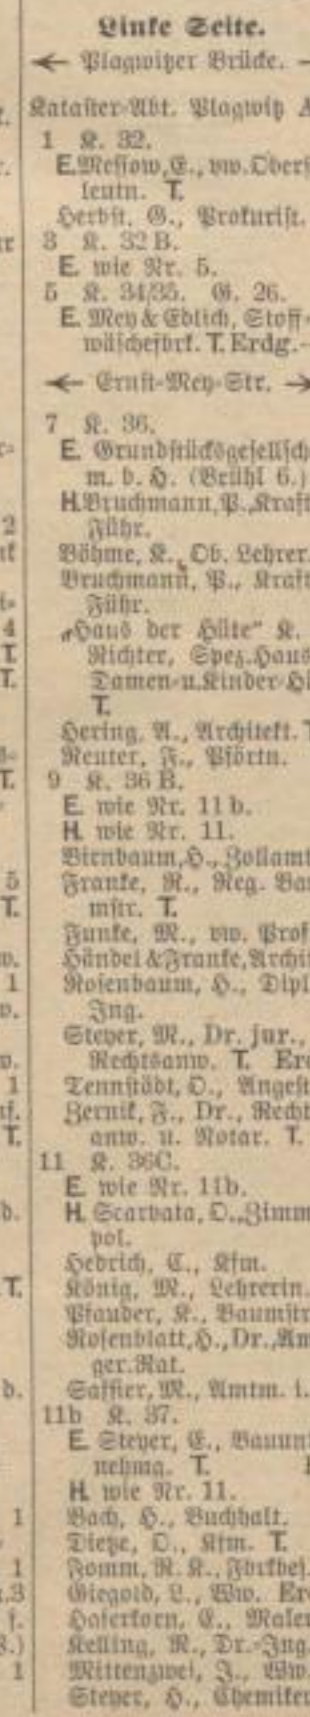 Linke Seite.
← Plagwitzer Brücke. –
Kataster-Abt. Plagwitz A
1 K. 32.
E. Messow, E., vw. Obers
leutn. T.
Herbst, G., Prokurist.
3 K. 32 B.
E. wie Nr. 5.
5 K. 34/35. G. 26.
E. Mey & Edlich, Stoff-
wäschefbrk. T. Erdg.-
← Ernst-Mey-Str. →
7 K. 36.
E. Grundstücksgesellsch
m. b. H. (Brühl 6.)
H. Bruchmann, P., Kraft
Führ.
Böhme, K., Ob. Lehrer.
Bruchmann, P., Kraft
Führ.
„Haus der Hüte“ K.
Richter, Spez. Haus
Damen- u. Kinder-Hü
T.
Hering, A., Architekt. T
Reuter, F., Pförtn.
9 K. 36 B.
E. wie Nr. 11 b.
H. wie Nr. 11.
Birnbaum, H., Zollamt
Franke, R., Reg. Bau
mstr. T.
Funke, M., vw. Prof
Händel & Franke, Archit
Rosenbaum, H., Dipl
Ing.
Steyer, M., Dr. jur.,
Rechtsanw. T. Erd
Tennstädt, O., Angest
Zernik, F., Dr., Recht
anw. u. Notar. T.
11 K. 36C.
E. wie Nr. 11b.
H. Scarbata, O., Zimm
pol.
Hedrich, C., Kfm.
König, M., Lehrerin.
Pfauder, K., Baumstr
Rosenblatt, H., Dr., Am
ger. Rat.
Saffier, M., Amtm. i.
11b K. 37.
E. Steyer, E., Bauunt
nehmg. T.
H. wie Nr. 11.
Bach, H., Buchhalt.
Dietze, O., Kfm. T.
Fomm, R. K., Fbrkbes.
Giegold, L., Ww. Erd
Haferkorn, C., Maler
Kelling, R., Dr.-Ing.
Mittenzwei, J., Ww.
Steyer, H., Chemiker